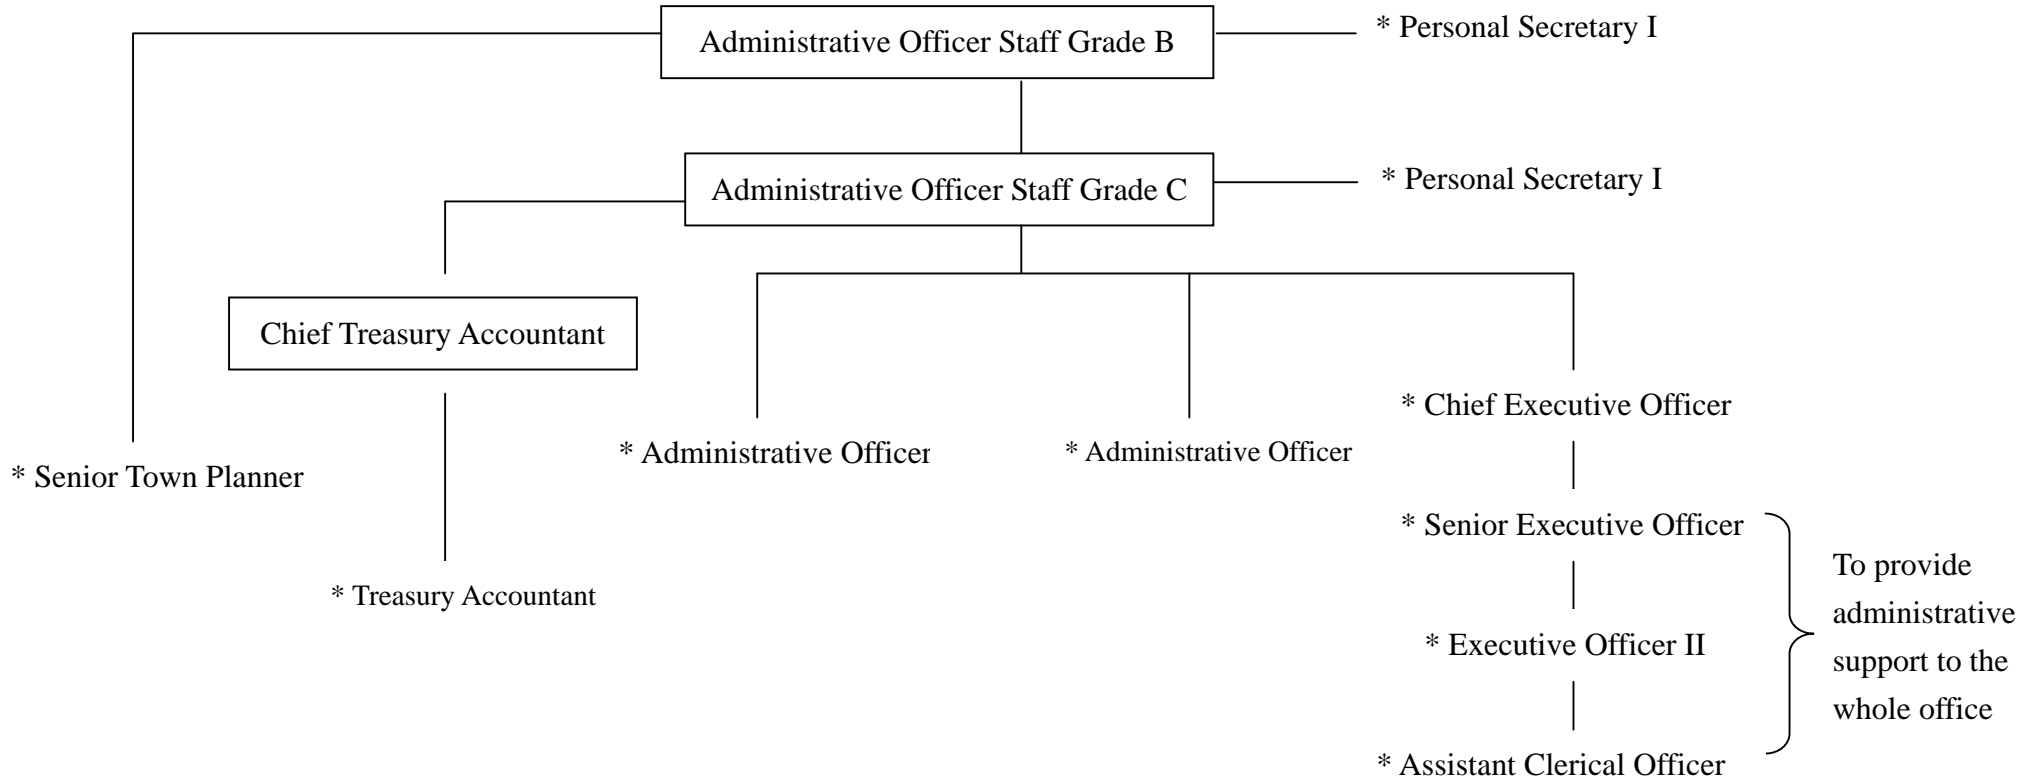 Administrative Officer Staff Grade B
* Personal Secretary I
Administrative Officer Staff Grade C
* Personal Secretary I
Chief Treasury Accountant
* Chief Executive Officer
* Administrative Officer
* Administrative Officer
* Senior Town Planner
* Senior Executive Officer
To provide
administrative
support to the
whole office
* Treasury Accountant
* Executive Officer II
* Assistant Clerical Officer